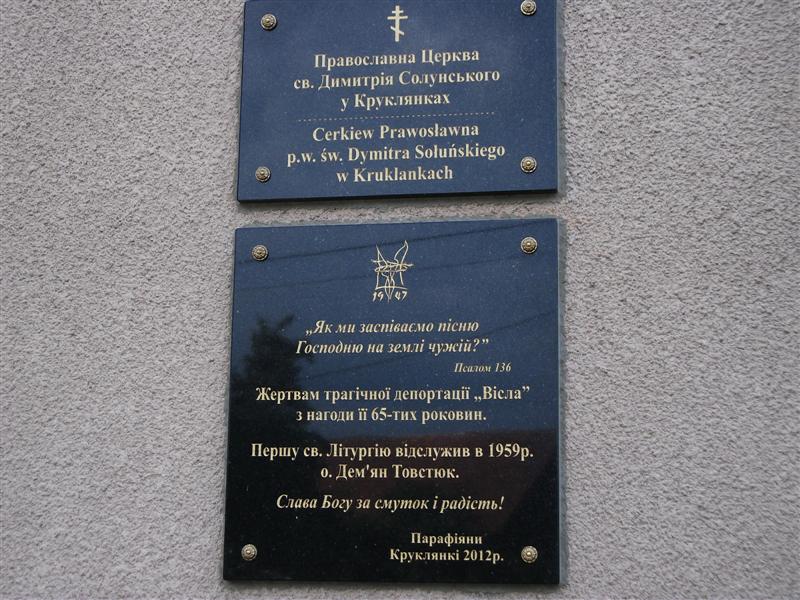 Православна Церква
св. Димитрія Солунського
у Круклянках
Cerkiew Prawosławna
p.w. św. Dymitra Sołuńskiego
w Kruklankach
1947
„Як ми заспіваємо пісню
Господню на землі чужій?”
Псалом 136
Жертвам трагічної депортації „Вісла”
з нагоди її 65-тих роковин.
Першу св. Літургію відслужив в 1959р.
о. Дем'ян Товстюк.
Слава Богу за смуток і радість!
Парафіяни
Круклянкі 2012р.